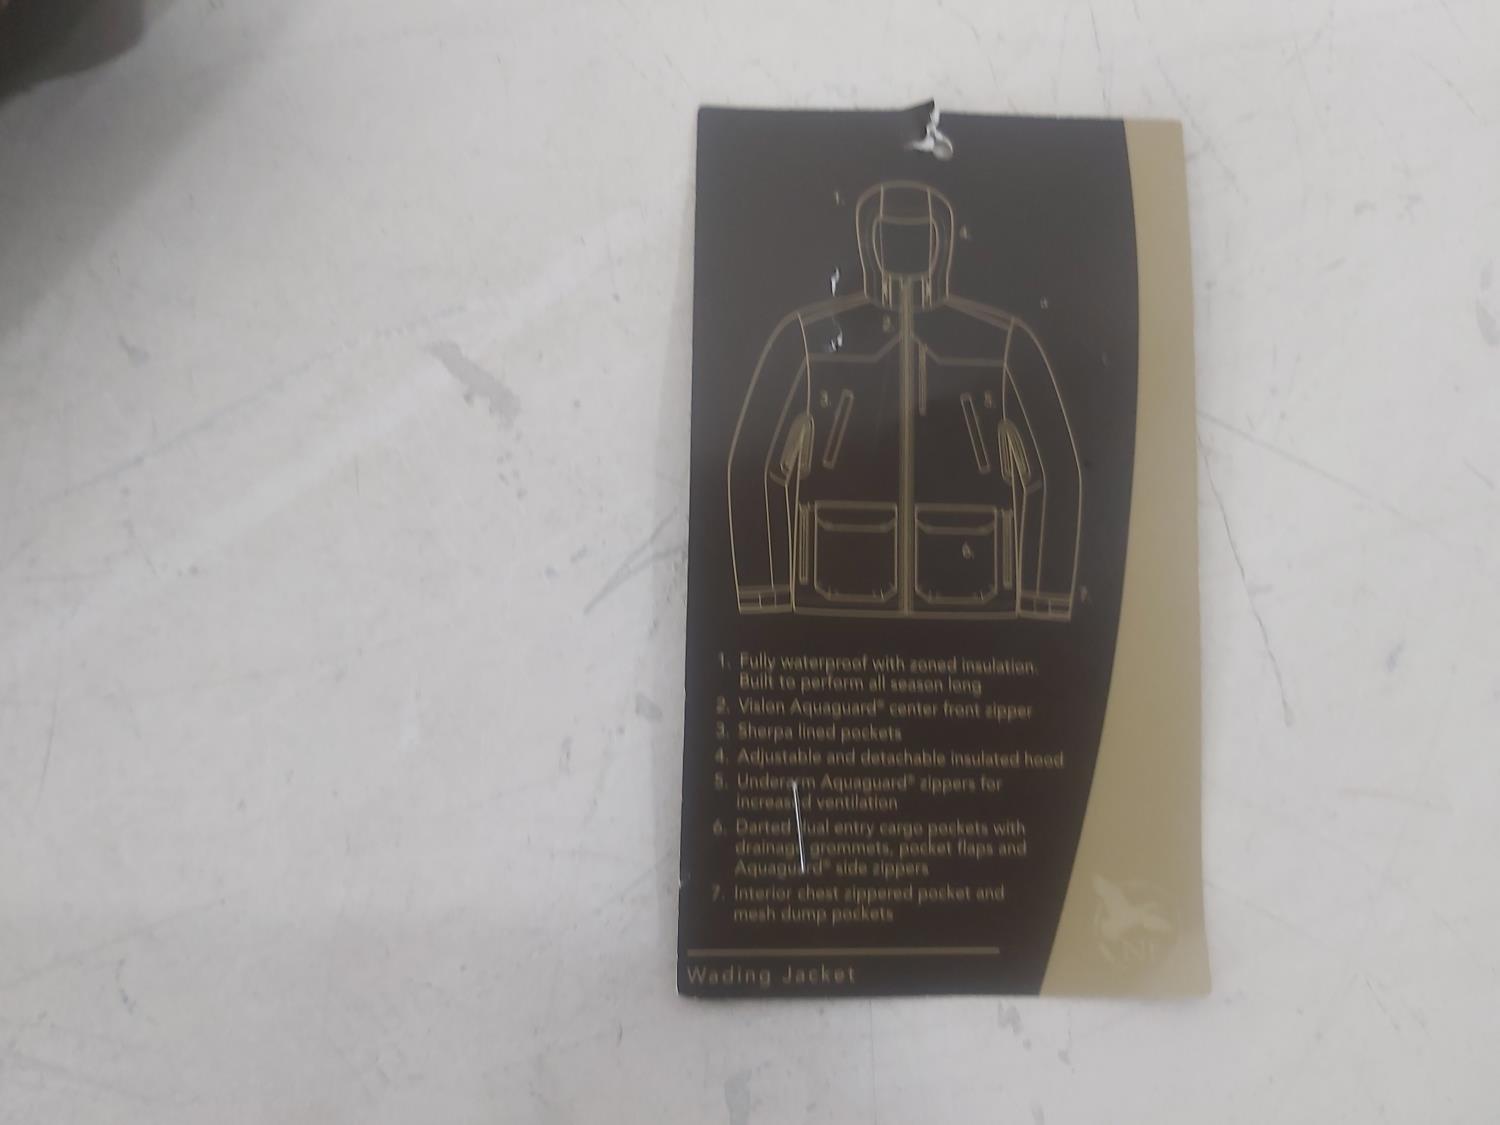 1.
4.
2.
3.
5.
6.
7.
1. Fully waterproof with zoned insulation.
Built to perform all season long
2. Vislon Aquaguard® center front zipper
3. Sherpa lined pockets
4. Adjustable and detachable insulated hood
5. Underarm Aquaguard® zippers for
increased ventilation
6. Darted dual entry cargo pockets with
drainage grommets, pocket flaps and
Aquaguard® side zippers
7. Interior chest zippered pocket and
mesh dump pockets
Wading Jacket